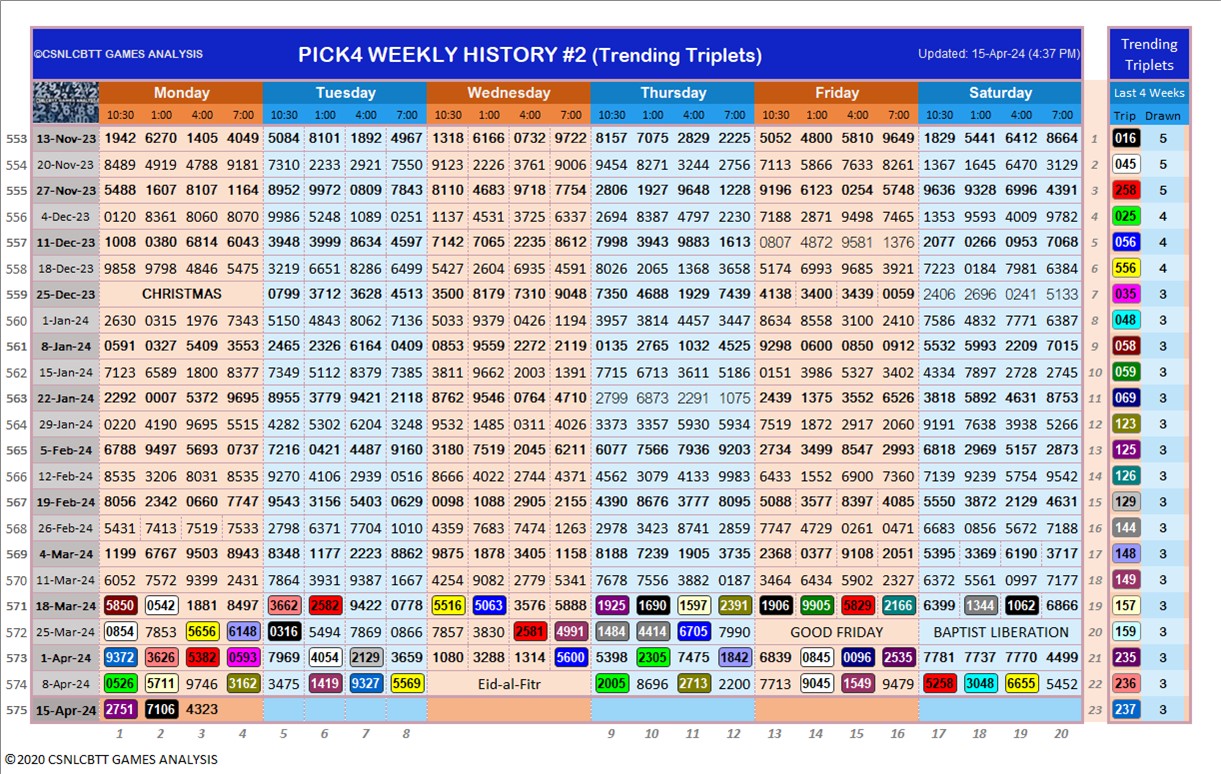 ©CSNLCBTT GAMES ANALYSIS PICK4 WEEKLY HISTORY #2 (Trending Triplets) Updated: 15-Apr-24 (4:37 PM) Trending Triplets
Monday Tuesday Wednesday Thursday Friday Saturday Last 4 Weeks
10:30 1:00 4:00 7:00 10:30 1:00 4:00 7:00 10:30 1:00 4:00 7:00 10:30 1:00 4:00 7:00 10:30 1:00 4:00 7:00 10:30 1:00 4:00 7:00 Trip Drawn
553 13-Nov-23 1942 6270 1405 4049 5084 8101 1892 4967 1318 6166 0732 9722 8157 7075 2829 2225 5052 4800 5810 9649 1829 5441 6412 8664 1 016 5
554 20-Nov-23 8489 4919 4788 9181 7310 2233 2921 7550 9123 2226 3761 9006 9454 8271 3244 2756 7113 5866 7633 8261 1367 1645 6470 3129 2 045 5
555 27-Nov-23 5488 1607 8107 1164 8952 9972 0809 7843 8110 4683 9718 7754 2806 1927 9648 1228 9196 6123 0254 5748 9636 9328 6996 4391 3 258 5
556 4-Dec-23 0120 8361 8060 8070 9986 5248 1089 0251 1137 4531 3725 6337 2694 8387 4797 2230 7188 2871 9498 7465 1353 9593 4009 9782 4 025 4
557 11-Dec-23 1008 0380 6814 6043 3948 3999 8634 4597 7142 7065 2235 8612 7998 3943 9883 1613 0807 4872 9581 1376 2077 0266 0953 7068 5 056 4
558 18-Dec-23 9858 9798 4846 5475 3219 6651 8286 6499 5427 2604 6935 4591 8026 2065 1368 3658 5174 6993 9685 3921 7223 0184 7981 6384 6 556 4
559 25-Dec-23 CHRISTMAS 0799 3712 3628 4513 3500 8179 7310 9048 7350 4688 1929 7439 4138 3400 3439 0059 2406 2696 0241 5133 7 035 3
560 1-Jan-24 2630 0315 1976 7343 5150 4843 8062 7136 5033 9379 0426 1194 3957 3814 4457 3447 8634 8558 3100 2410 7586 4832 7771 6387 8 048 3
561 8-Jan-24 0591 0327 5409 3553 2465 2326 6164 0409 0853 9559 2272 2119 0135 2765 1032 4525 9298 0600 0850 0912 5532 5993 2209 7015 9 058 3
562 15-Jan-24 7123 6589 1800 8377 7349 5112 8379 7385 3811 9662 2003 1391 7715 6713 3611 5186 0151 3986 5327 3402 4334 7897 2728 2745 10 059 3
563 22-Jan-24 2292 0007 5372 9695 8955 3779 9421 2118 8762 9546 0764 4710 2799 6873 2291 1075 2439 1375 3552 6526 3818 5892 4631 8753 11 069 3
564 29-Jan-24 0220 4190 9695 5515 4282 5302 6204 3248 9532 1485 0311 4026 3373 3357 5930 5934 7519 1872 2917 2060 9191 7638 3938 5266 12 123 3
565 5-Feb-24 6788 9497 5693 0737 7216 0421 4487 9160 3180 7519 2045 6211 6077 7566 7936 9203 2734 3499 8547 2993 6818 2969 5157 2873 13 125 3
566 12-Feb-24 8535 3206 8031 8535 9270 4106 2939 0516 8666 4022 2744 4371 4562 3079 4133 9983 6433 1552 6900 7360 7139 9239 5754 9542 14 126 3
567 19-Feb-24 8056 2342 0660 7747 9543 3156 5403 0629 0098 1088 2905 2155 4390 8676 3777 8095 5088 3577 8397 4085 5550 3872 2129 4631 15 129 3
568 26-Feb-24 5431 7413 7519 7533 2798 6371 7704 1010 4359 7683 7474 1263 2978 3423 8741 2859 7747 4729 0261 0471 6683 0856 5672 7188 16 144 3
569 4-Mar-24 1199 6767 9503 8943 8348 1177 2223 8862 9875 1878 3405 1158 8188 7239 1905 3735 2368 0377 9108 2051 5395 3369 6190 3717 17 148 3
570 11-Mar-24 6052 7572 9399 2431 7864 3931 9387 1667 4254 9082 2779 5341 7678 7556 3882 0187 3464 6434 5902 2327 6372 5561 0997 7177 18 149 3
571 18-Mar-24 5850 0542 1881 8497 3662 2582 9422 0778 5516 5063 3576 5888 1925 1690 1597 2391 1906 9905 5829 2166 6399 1344 1062 6866 19 157 3
572 25-Mar-24 0854 7853 5656 6148 0316 5494 7869 0866 7857 3830 2581 4991 1484 4414 6705 7990 GOOD FRIDAY BAPTIST LIBERATION 20 159 3
573 1-Apr-24 9372 3626 5382 0593 7969 4054 2129 3659 1080 3288 1314 5600 5398 2305 7475 1842 6839 0845 0096 2535 7781 7737 7770 4499 21 235 3
574 8-Apr-24 0526 5711 9746 3162 3475 1419 9327 5569 Eid-al-Fitr 2005 8696 2713 2200 7713 9045 1549 9479 5258 3048 6655 5452 22 236 3
575 15-Apr-24 2751 7106 4323 23 237 3
1 2 3 4 5 6 7 8 9 10 11 12 13 14 15 16 17 18 19 20
©2020 CSNLCBTT GAMES ANALYSIS